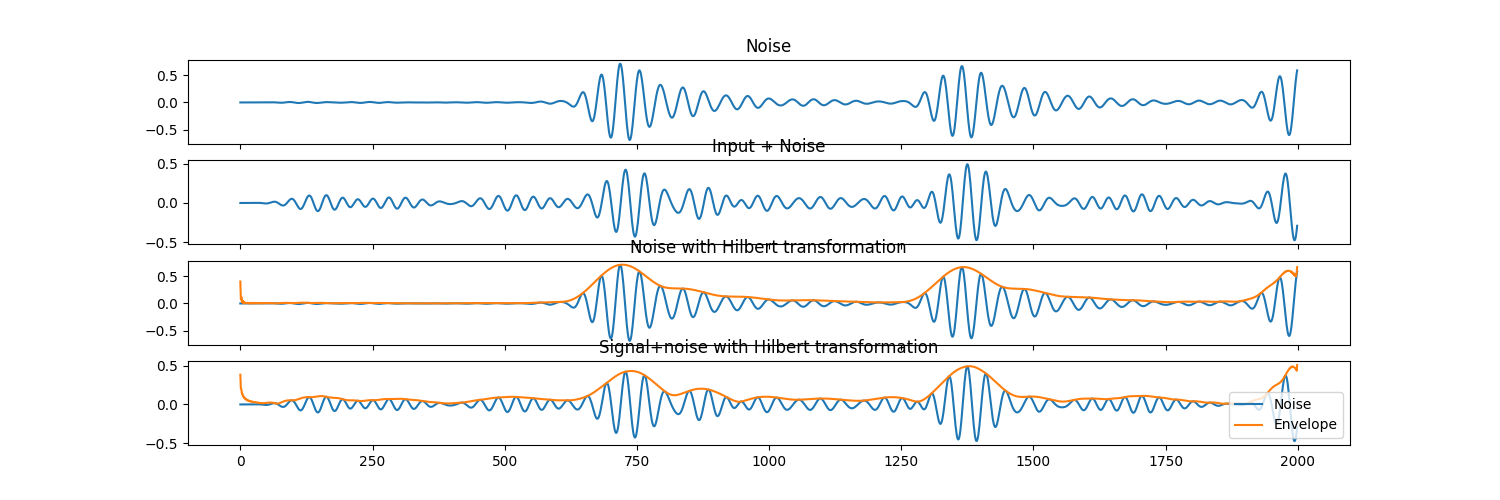 Noise
0.5
0.0
−0.5
Input + Noise
0.5
0.0
−0.5
Noise with Hilbert transformation
0.5
0.0
−0.5
Signal+noise with Hilbert transformation
0.5
0.0
−0.5
Noise
Envelope
0 250 500 750 1000 1250 1500 1750 2000